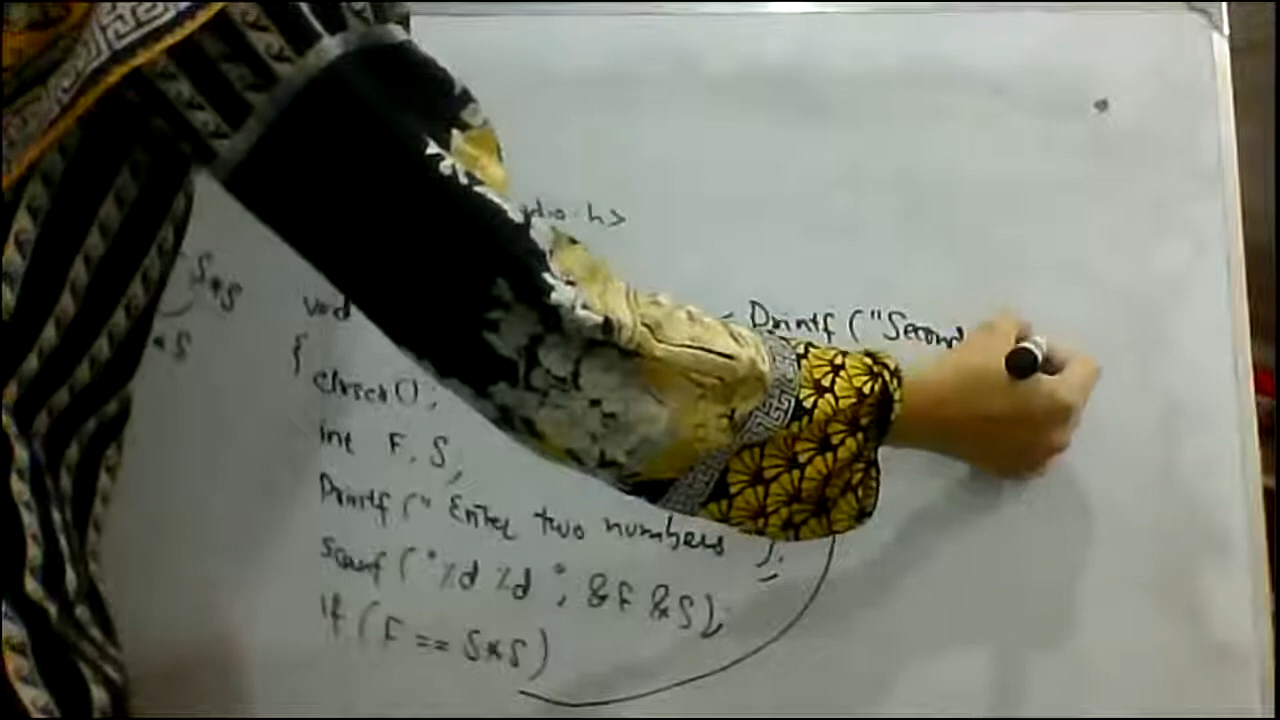 dio.h>
S*S
void
*S
{
clrscr();
int F, S,
Printf (" Enter two numbers );
scanf ("%d %d ", &F &S);
If ( F == S*S)
Printf ("Second